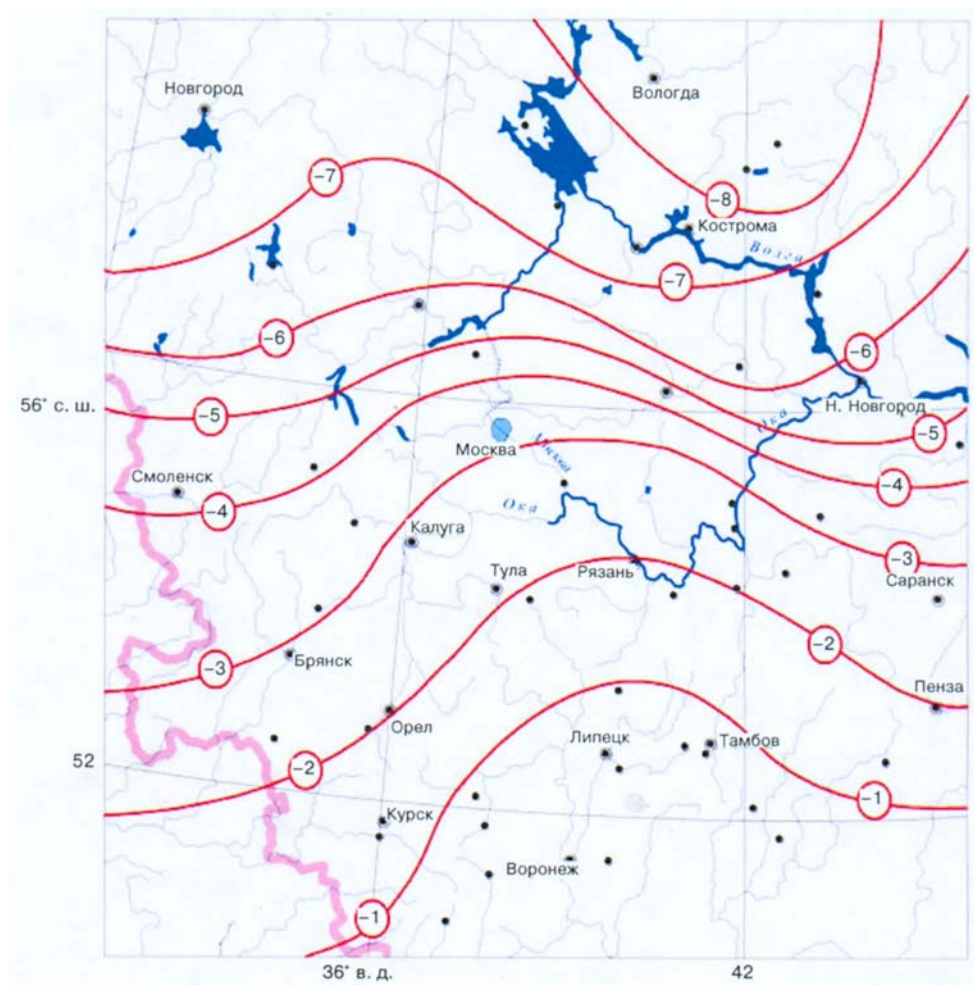 Новгород
Вологда
-7
-8
Кострома
Волга
-7
-6
-6
56° с. ш.
-5
Н. Новгород
Ока
-5
Москва
Москва
Смоленск
-4
-4
Ока
Калуга
-3
Тула
Рязань
Саранск
-2
Брянск
-3
Пенза
Орел
Липецк
Тамбов
52
-2
-1
Курск
Воронеж
-1
36° в. д.
42